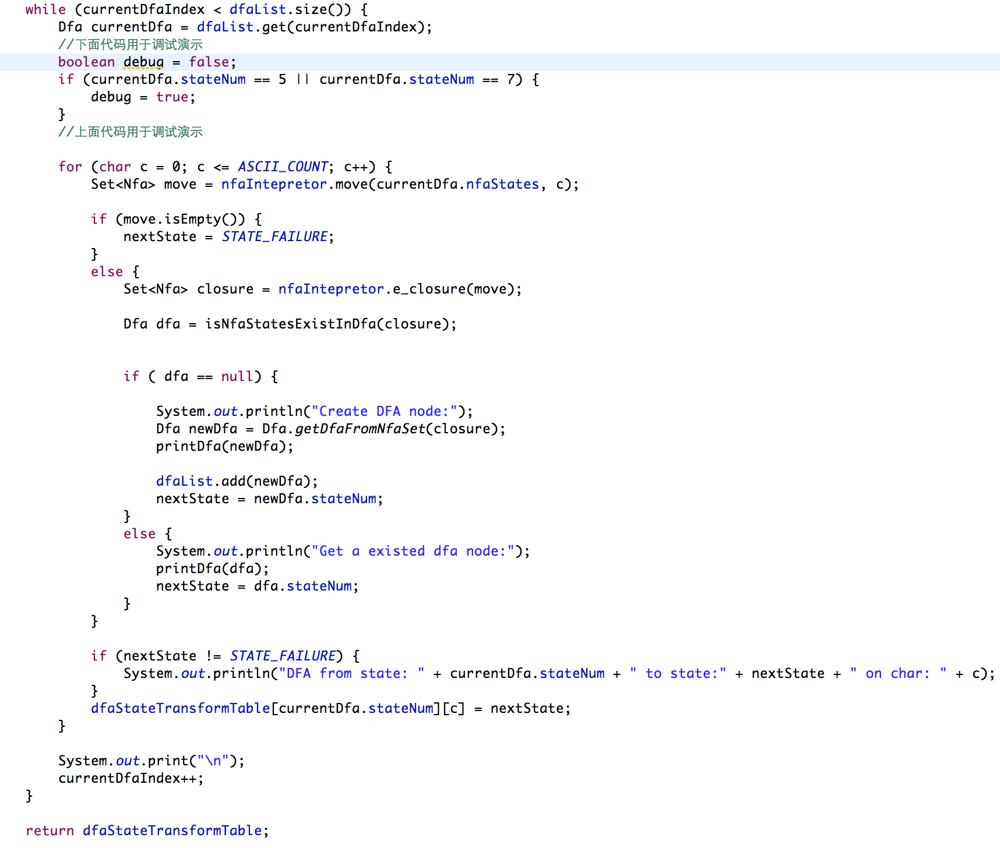 while (currentDfaIndex < dfaList.size()) {
Dfa currentDfa = dfaList.get(currentDfaIndex);
//下面代码用于调试演示
boolean debug = false;
if (currentDfa.stateNum == 5 || currentDfa.stateNum == 7) {
debug = true;
}
//上面代码用于调试演示
for (char c = 0; c <= ASCII_COUNT; c++) {
Set<Nfa> move = nfaIntepretor.move(currentDfa.nfaStates, c);
if (move.isEmpty()) {
nextState = STATE_FAILURE;
}
else {
Set<Nfa> closure = nfaIntepretor.e_closure(move);
Dfa dfa = isNfaStatesExistInDfa(closure);
if ( dfa == null) {
System.out.println("Create DFA node:");
Dfa newDfa = Dfa.getDfaFromNfaSet(closure);
printDfa(newDfa);
dfaList.add(newDfa);
nextState = newDfa.stateNum;
}
else {
System.out.println("Get a existed dfa node:");
printDfa(dfa);
nextState = dfa.stateNum;
}
}
if (nextState != STATE_FAILURE) {
System.out.println("DFA from state: " + currentDfa.stateNum + " to state:" + nextState + " on char: " + c);
}
dfaStateTransformTable[currentDfa.stateNum][c] = nextState;
}
System.out.print("\n");
currentDfaIndex++;
}
return dfaStateTransformTable;